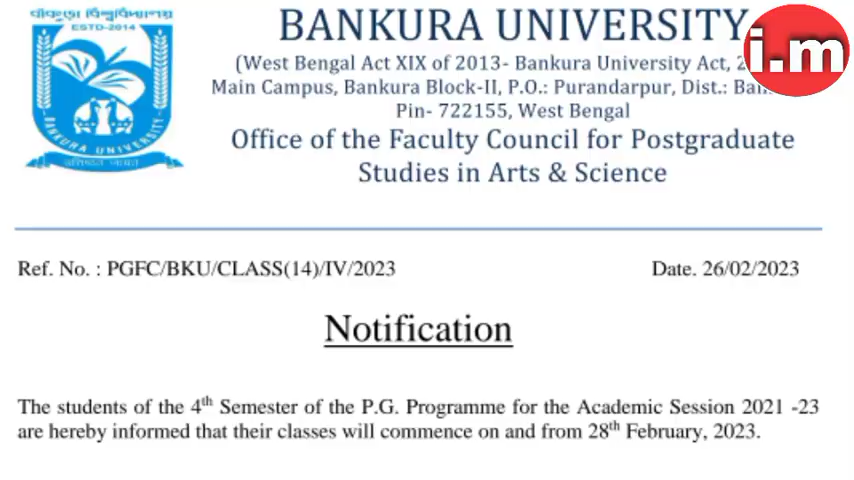 বাঁকুড়া বিশ্ববিদ্যালয়
ESTD-2014
BANKURA UNIVERSITY
BANKURA UNIVERSITY
(West Bengal Act XIX of 2013- Bankura University Act, 2
i.m
Main Campus, Bankura Block-II, P.O.: Purandarpur, Dist.:
Pin- 722155, West Bengal
Office of the Faculty Council for Postgraduate
Studies in Arts & Science
Ref. No. : PGFC/BKU/CLASS(14)/IV/2023
Date. 26/02/2023
Notification
The students of the 4th Semester of the P.G. Programme for the Academic Session 2021 -23
are hereby informed that their classes will commence on and from 28th February, 2023.